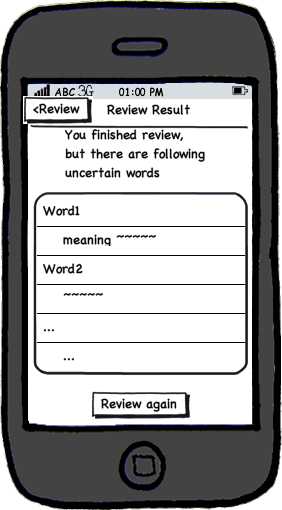 ABC 3G 01:00 PM
<Review Review Result
You finished review,
but there are following
uncertain words
Word1
meaning ~~~~~
Word2
~~~~~
...
...
Review again